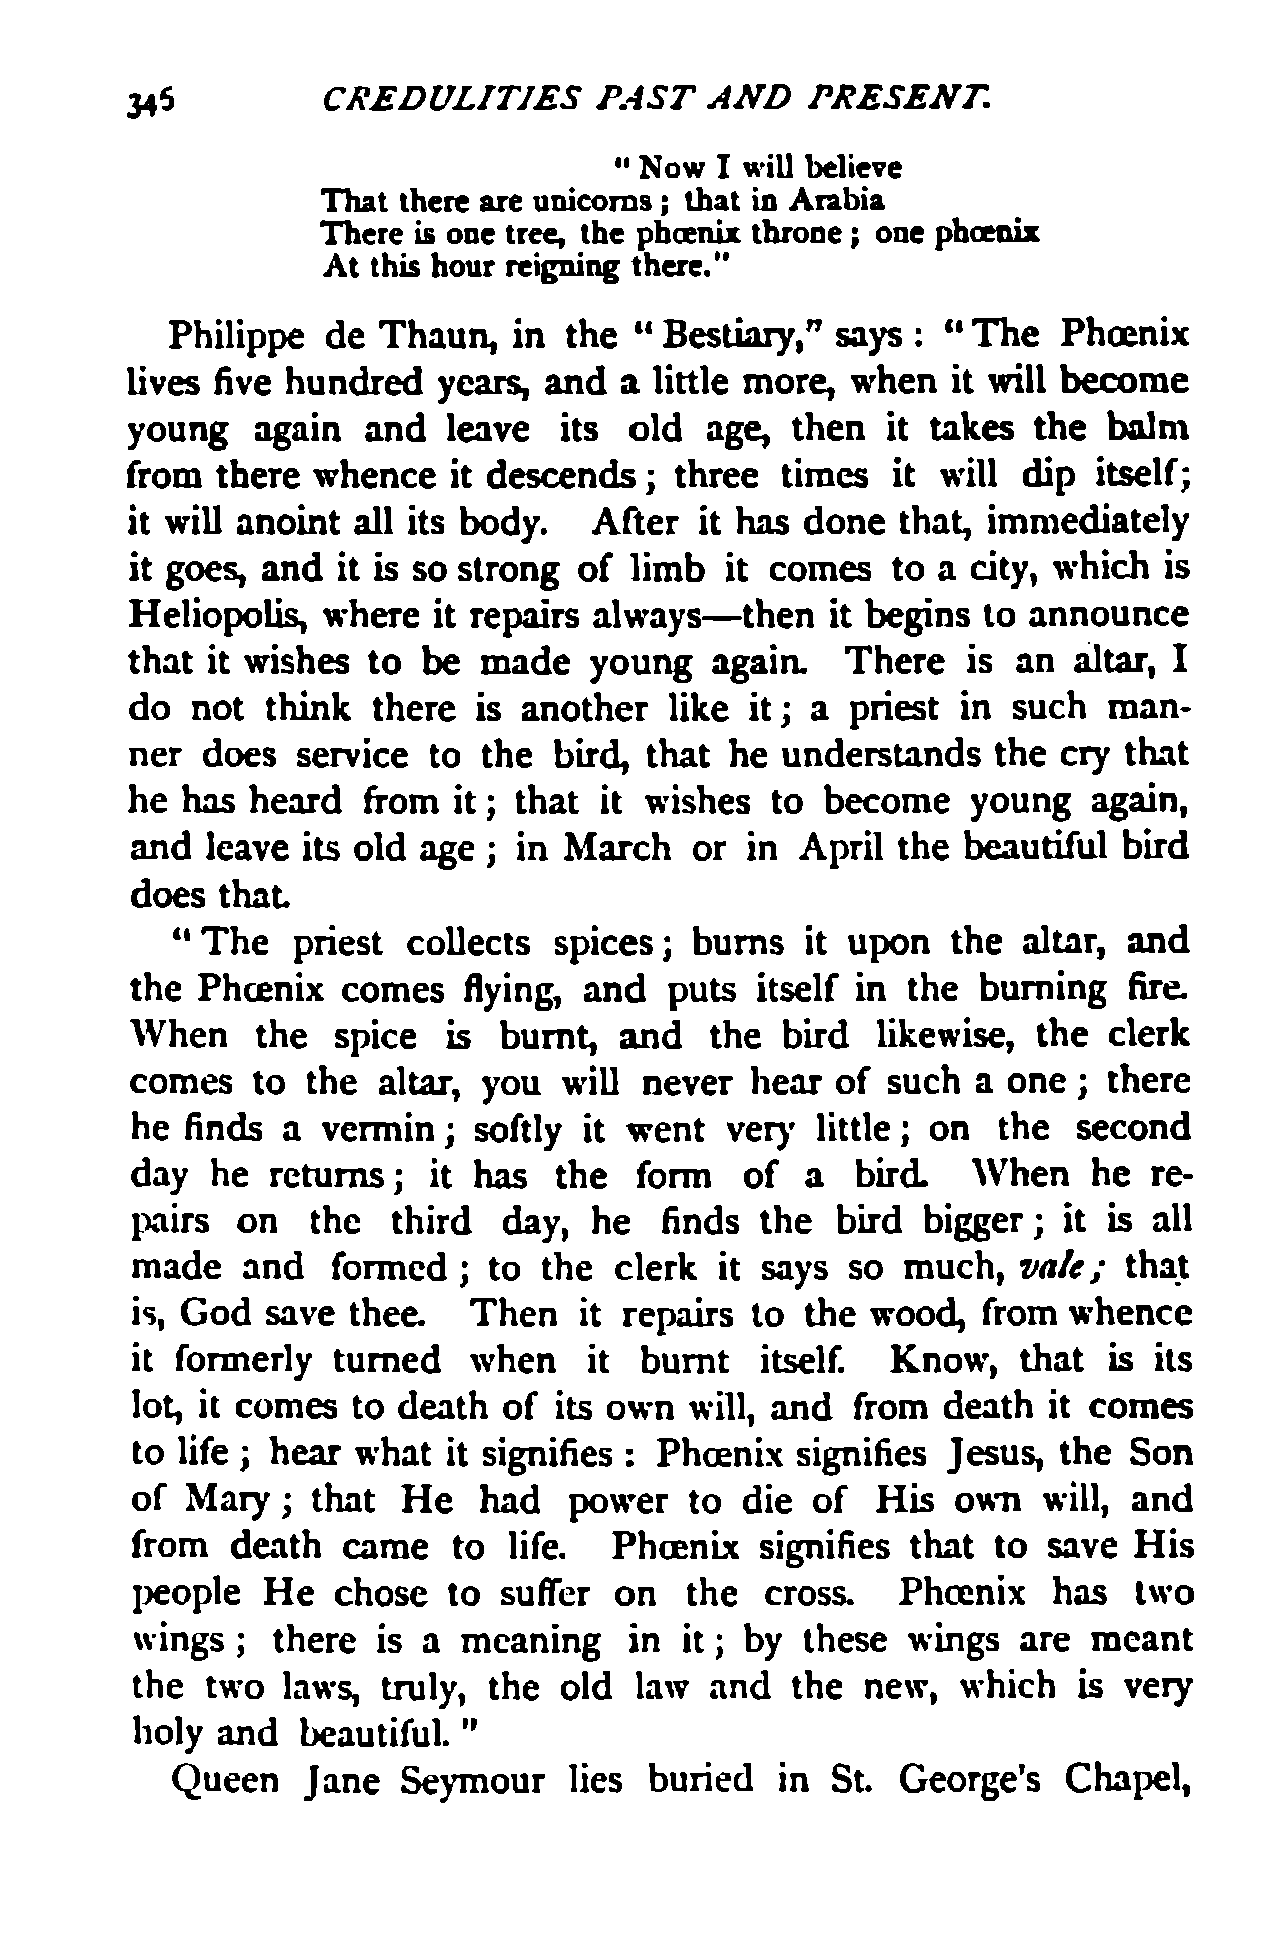 346 CREDULITIES PAST AND PRESENT.
" Now I will believe
That there are unicorns ; that in Arabia
There is one tree, the phœnix throne ; one phœnix
At this hour reigning there."
Philippe de Thaun, in the " Bestiary," says : " The Phœnix
lives five hundred years, and a little more, when it will become
young again and leave its old age, then it takes the balm
from there whence it descends ; three times it will dip itself;
it will anoint all its body. After it has done that, immediately
it goes, and it is so strong of limb it comes to a city, which is
Heliopolis, where it repairs always—then it begins to announce
that it wishes to be made young again. There is an altar, I
do not think there is another like it ; a priest in such man-
ner does service to the bird, that he understands the cry that
he has heard from it ; that it wishes to become young again,
and leave its old age ; in March or in April the beautiful bird
does that.
" The priest collects spices ; burns it upon the altar, and
the Phœnix comes flying, and puts itself in the burning fire.
When the spice is burnt, and the bird likewise, the clerk
comes to the altar, you will never hear of such a one ; there
he finds a vermin ; softly it went very little ; on the second
day he returns ; it has the form of a bird. When he re-
pairs on the third day, he finds the bird bigger ; it is all
made and formed ; to the clerk it says so much, vale ; that
is, God save thee. Then it repairs to the wood, from whence
it formerly turned when it burnt itself. Know, that is its
lot, it comes to death of its own will, and from death it comes
to life ; hear what it signifies : Phœnix signifies Jesus, the Son
of Mary ; that He had power to die of His own will, and
from death came to life. Phœnix signifies that to save His
people He chose to suffer on the cross. Phœnix has two
wings ; there is a meaning in it ; by these wings are meant
the two laws, truly, the old law and the new, which is very
holy and beautiful. "
Queen Jane Seymour lies buried in St. George's Chapel,